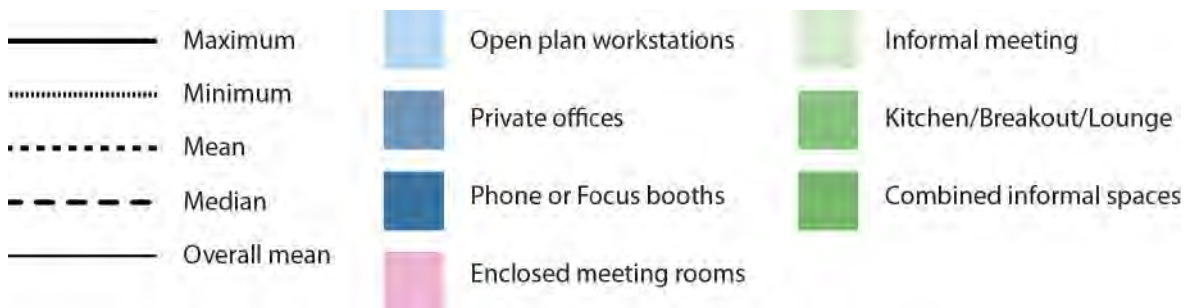 Maximum
Minimum
Mean
Median
Overall mean
Open plan workstations
Private offices
Phone or Focus booths
Enclosed meeting rooms
Informal meeting
Kitchen/Breakout/Lounge
Combined informal spaces